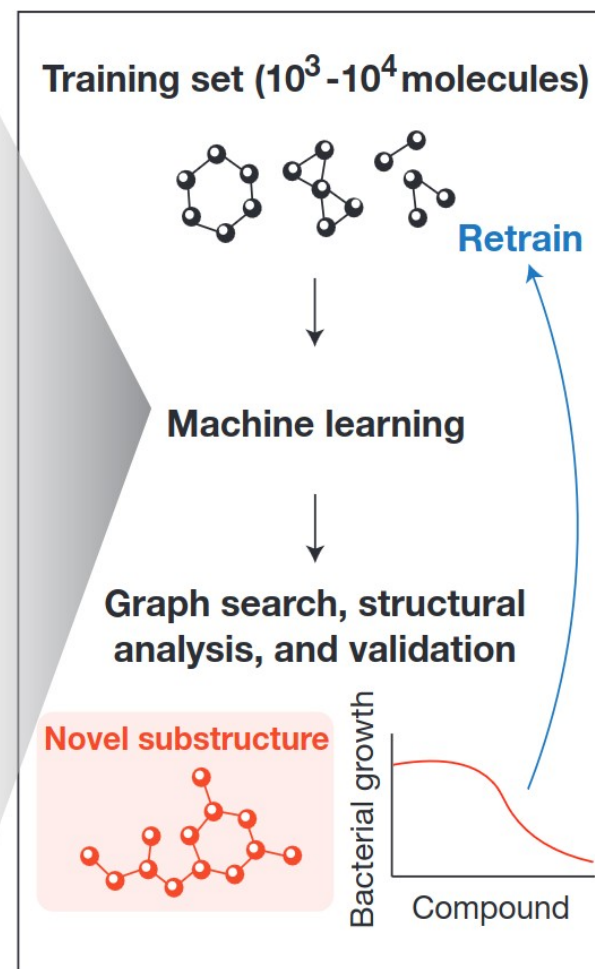 Training set (10³-10⁴ molecules)
Retrain
Machine learning
Graph search, structural
analysis, and validation
Novel substructure
Bacterial growth
Compound